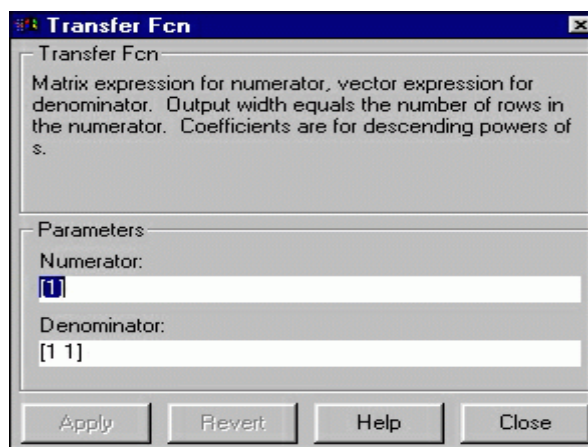 Transfer Fcn
Transfer Fcn
Matrix expression for numerator, vector expression for
denominator.  Output width equals the number of rows in
the numerator.  Coefficients are for descending powers of
s.
Parameters
Numerator:
[1]
Denominator:
[1 1]
Apply Revert Help Close